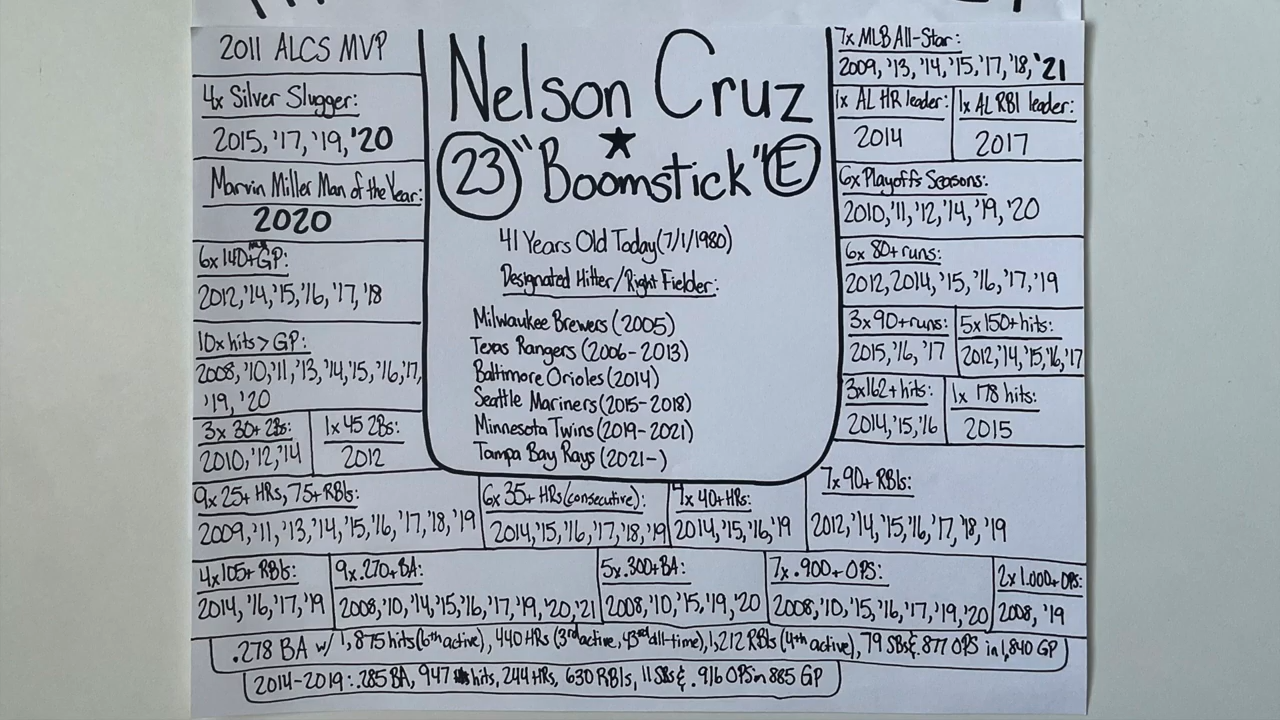 2011 ALCS MVP
4x Silver Slugger:
2015, '17, '19, '20
Marvin Miller Man of the Year:
2020
6x 140+ GP:
2012, '14, '15, '16, '17, '18
10x hits > GP:
2008, '10, '11, '13, '14, '15, '16, '17,
'19, '20
3x 30+ 2Bs:
2010, '12, '14
1x 45 2Bs:
2012
Nelson Cruz
★
23 "Boomstick" E
41 Years Old Today (7/1/1980)
Designated Hitter/Right Fielder:
Milwaukee Brewers (2005)
Texas Rangers (2006-2013)
Baltimore Orioles (2014)
Seattle Mariners (2015-2018)
Minnesota Twins (2019-2021)
Tampa Bay Rays (2021-)
7x MLB All-Star:
2009, '13, '14, '15, '17, '18, '21
1x AL HR leader:
2014
1x AL RBI leader:
2017
6x Playoffs Seasons:
2010, '11, '12, '14, '19, '20
6x 80+ runs:
2012, 2014, '15, '16, '17, '19
3x 90+ runs:
2015, '16, '17
5x 150+ hits:
2012, '14, '15, '16, '17
3x 162+ hits:
2014, '15, '16
1x 178 hits:
2015
9x 25+ HRs, 75+ RBIs:
2009, '11, '13, '14, '15, '16, '17, '18, '19
6x 35+ HRs (consecutive):
2014, '15, '16, '17, '18, '19
4x 40+ HRs:
2014, '15, '16, '19
7x 90+ RBIs:
2012, '14, '15, '16, '17, '18, '19
4x 105+ RBIs:
2014, '16, '17, '19
9x .270+ BA:
2008, '10, '14, '15, '16, '17, '19, '20, '21
5x .300+ BA:
2008, '10, '15, '19, '20
7x .900+ OPS:
2008, '10, '15, '16, '17, '19, '20
2x 1.000+ OPS:
2008, '19
.278 BA w/ 1,875 hits (6th active), 440 HRs (3rd active, 43rd all-time), 1,212 RBIs (4th active), 79 SBs & .877 OPS in 1,840 GP
2014-2019: .285 BA, 947 hits, 244 HRs, 630 RBIs, 11 SBs & .916 OPS in 885 GP